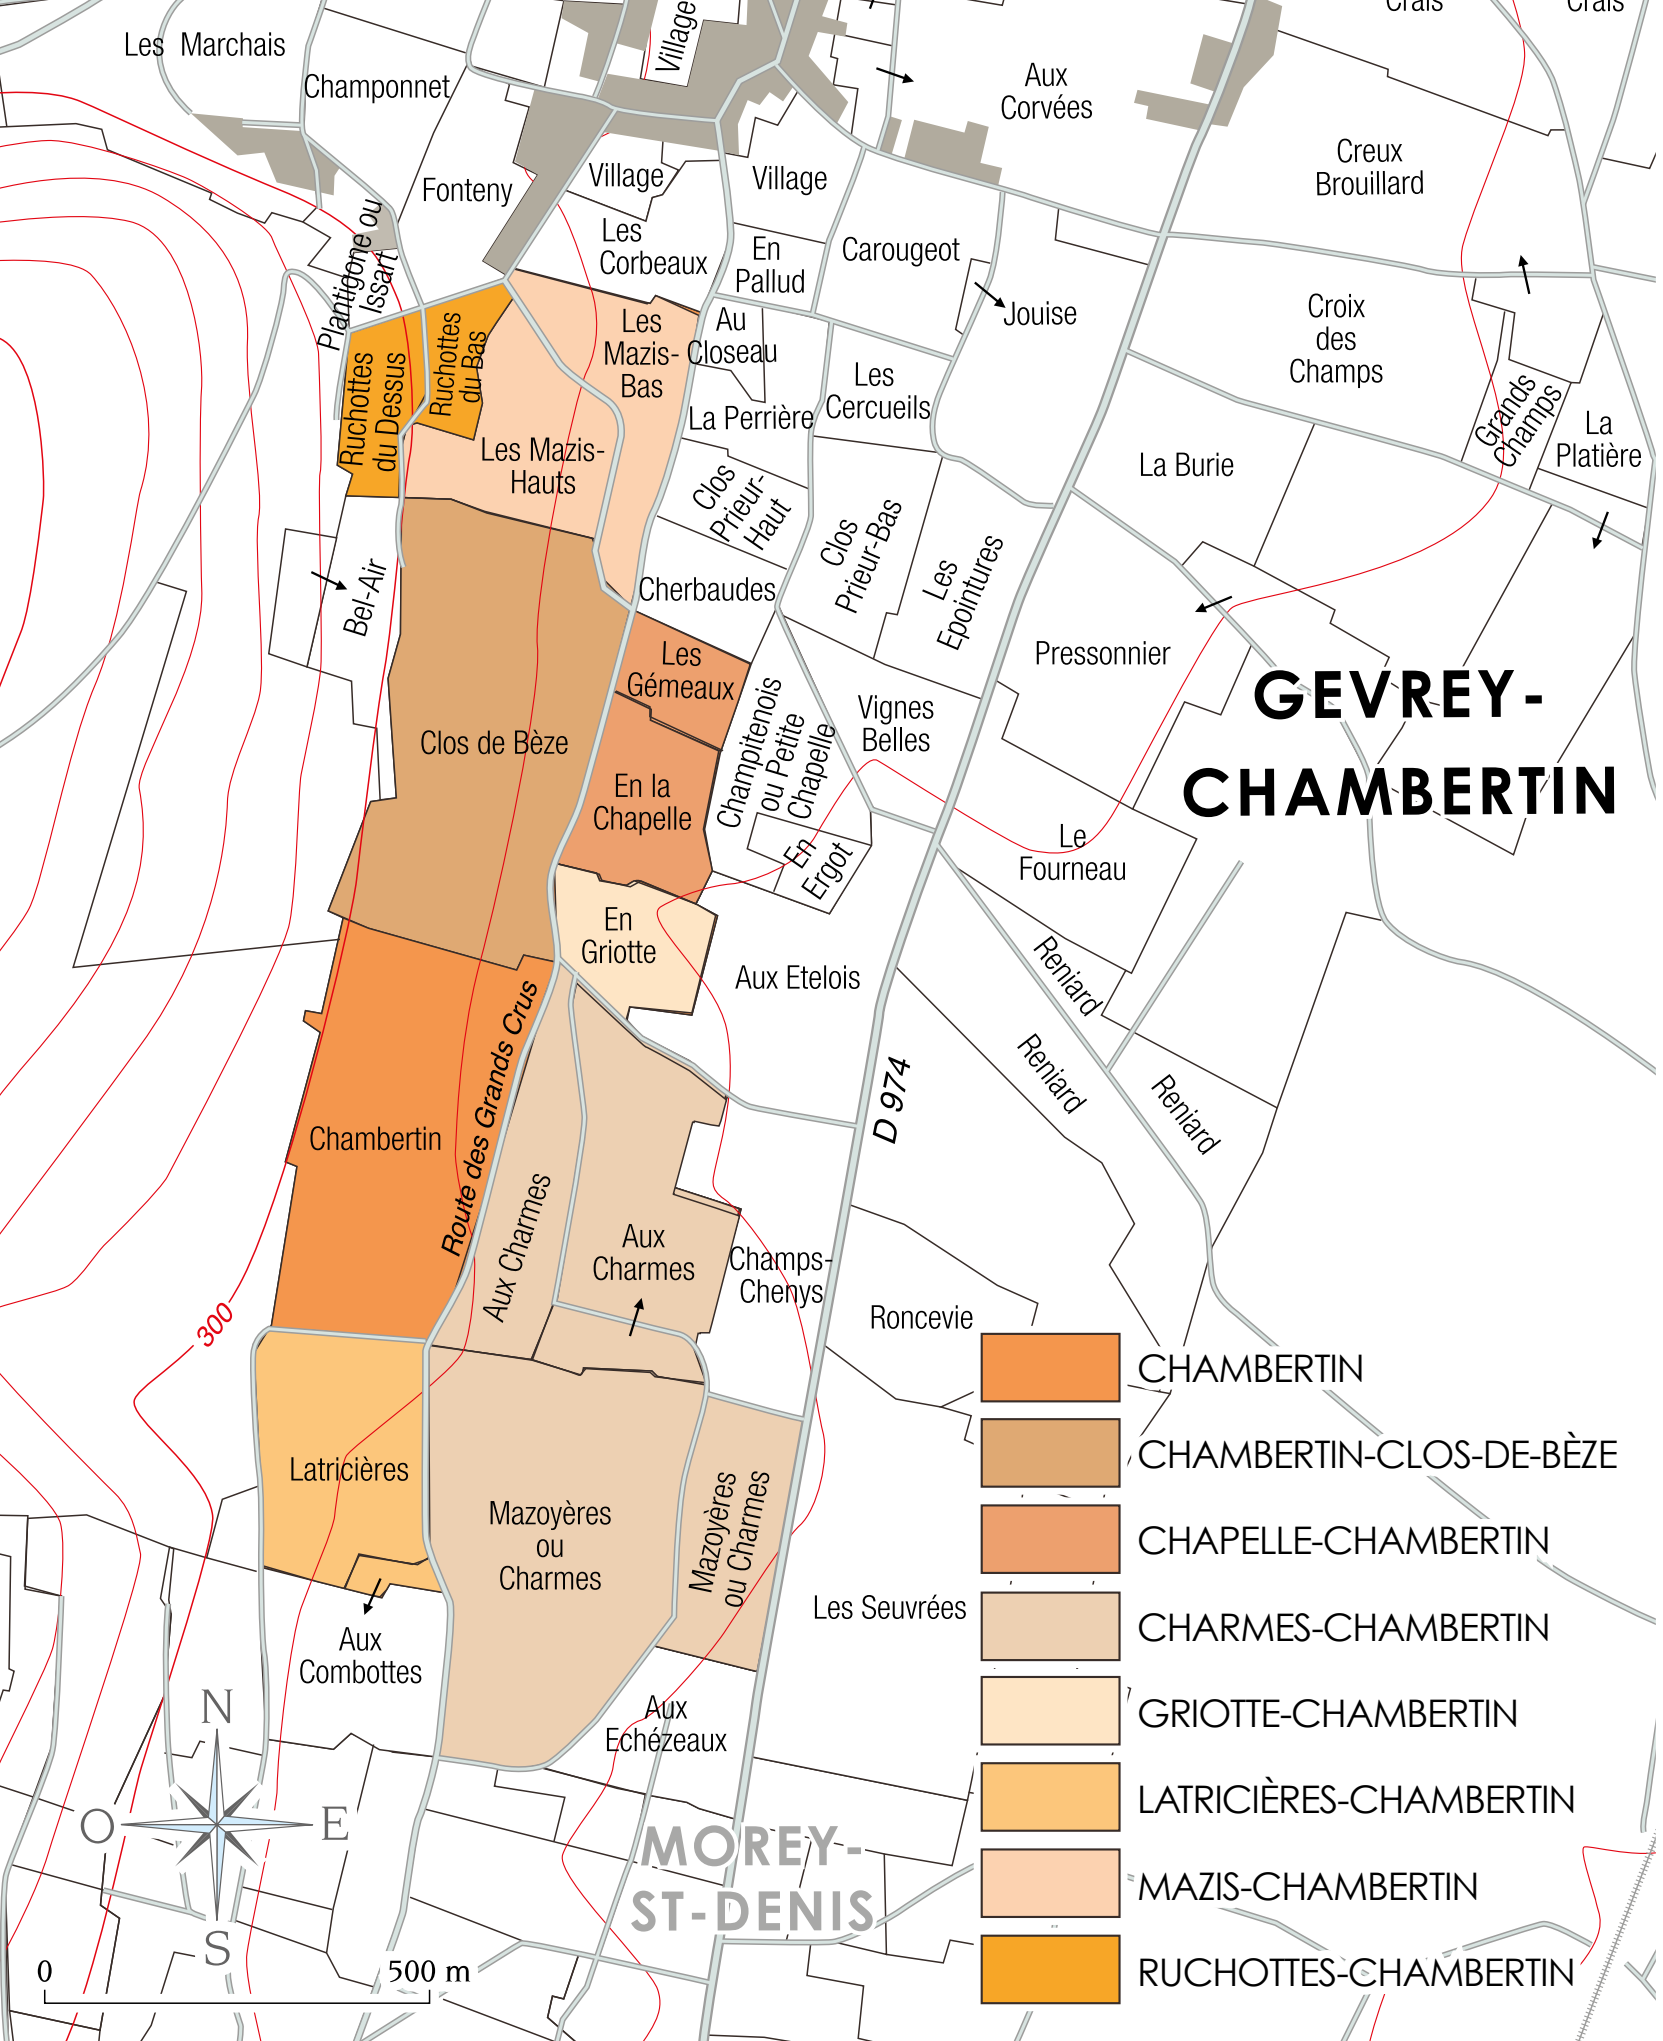 Crais
Crais
Village
Les Marchais
Champonnet
Aux
Corvées
Creux
Brouillard
Fonteny
Village
Village
Plantigone ou
Issart
Les
Corbeaux
En
Pallud
Carougeot
Jouise
Croix
des
Champs
Ruchottes
du Dessus
Ruchottes
du Bas
Les
Mazis-
Bas
Au
Closeau
Les
Cercueils
La Perrière
Grands
Champs
La
Platière
Les Mazis-
Hauts
La Burie
Clos
Prieur-
Haut
Clos
Prieur-Bas
Les
Epointures
Bel-Air
Cherbaudes
Pressonnier
Les
Gémeaux
GEVREY-
CHAMBERTIN
Clos de Bèze
Champitenois
ou Petite
Chapelle
Vignes
Belles
En la
Chapelle
En
Ergot
Le
Fourneau
En
Griotte
Aux Etelois
Reniard
Reniard
Reniard
D 974
Route des Grands Crus
Chambertin
Aux Charmes
Aux
Charmes
Champs-
Chenys
Roncevie
300
Latricières
Mazoyères
ou
Charmes
Mazoyères
ou Charmes
Les Seuvrées
Aux
Combottes
Aux
Echézeaux
MOREY-
ST-DENIS
CHAMBERTIN
CHAMBERTIN-CLOS-DE-BÈZE
CHAPELLE-CHAMBERTIN
CHARMES-CHAMBERTIN
GRIOTTE-CHAMBERTIN
LATRICIÈRES-CHAMBERTIN
MAZIS-CHAMBERTIN
RUCHOTTES-CHAMBERTIN
N
O
E
S
0
500 m